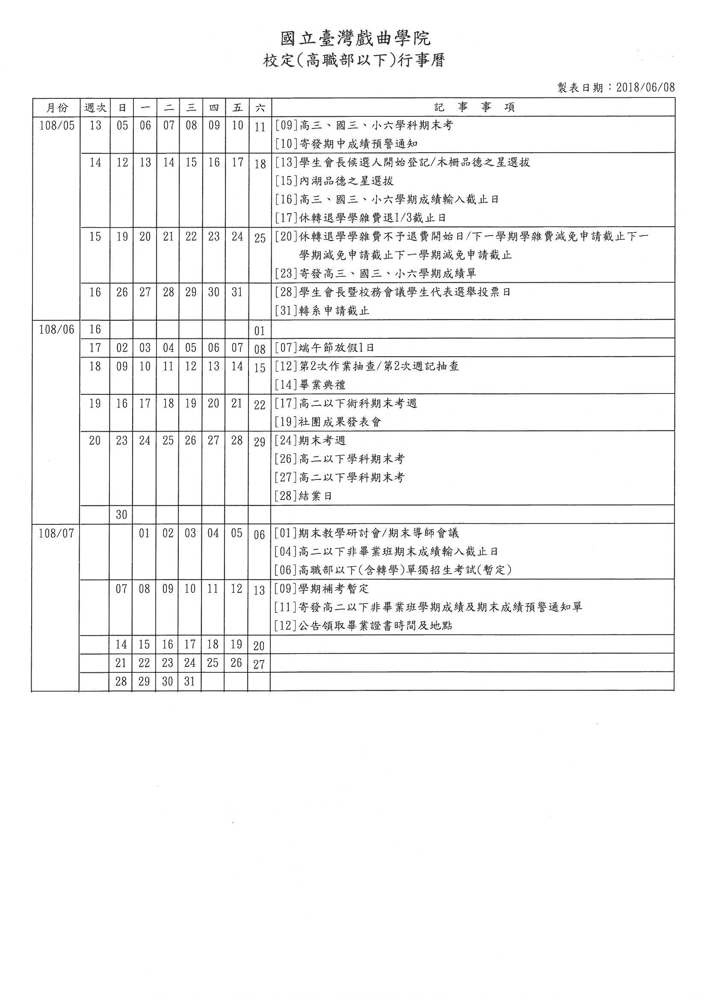 國立臺灣戲曲學院
校定(高職部以下)行事曆
製表日期：2018/06/08
月份 週次 日 一 二 三 四 五 六 記 事 事 項
108/05 13 05 06 07 08 09 10 11 [09]高三、國三、小六學科期末考
[10]寄發期中成績預警通知
14 12 13 14 15 16 17 18 [13]學生會長候選人開始登記/木柵品德之星選拔
[15]內湖品德之星選拔
[16]高三、國三、小六學期成績輸入截止日
[17]休轉退學學雜費退1/3截止日
15 19 20 21 22 23 24 25 [20]休轉退學學雜費不予退費開始日/下一學期學雜費減免申請截止下一
學期減免申請截止下一學期減免申請截止
[23]寄發高三、國三、小六學期成績單
16 26 27 28 29 30 31 [28]學生會長暨校務會議學生代表選舉投票日
[31]轉系申請截止
108/06 16 01
17 02 03 04 05 06 07 08 [07]端午節放假1日
18 09 10 11 12 13 14 15 [12]第2次作業抽查/第2次週記抽查
[14]畢業典禮
19 16 17 18 19 20 21 22 [17]高二以下術科期末考週
[19]社團成果發表會
20 23 24 25 26 27 28 29 [24]期末考週
[26]高二以下學科期末考
[27]高二以下學科期末考
[28]結業日
30
108/07 01 02 03 04 05 06 [01]期末教學研討會/期末導師會議
[04]高二以下非畢業班期末成績輸入截止日
[06]高職部以下(含轉學)單獨招生考試(暫定)
07 08 09 10 11 12 13 [09]學期補考暫定
[11]寄發高二以下非畢業班學期成績及期末成績預警通知單
[12]公告領取畢業證書時間及地點
14 15 16 17 18 19 20
21 22 23 24 25 26 27
28 29 30 31